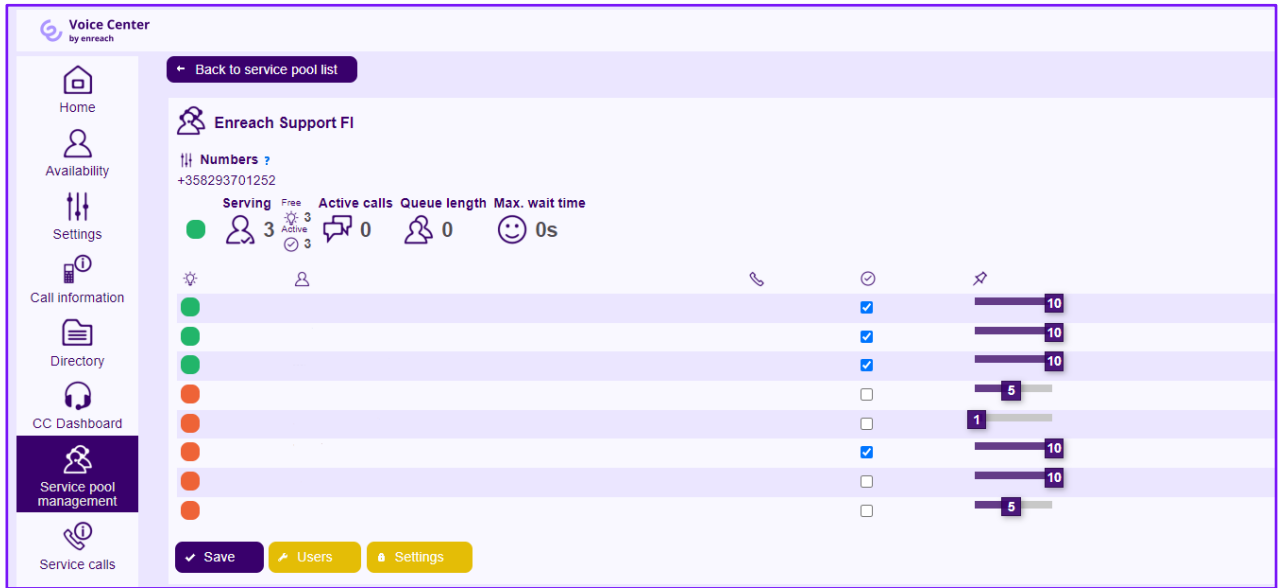 Voice Center
by enreach
← Back to service pool list
Home
Availability
Settings
Call information
Directory
CC Dashboard
Service pool
management
Service calls
Enreach Support FI
Numbers ?
+358293701252
Serving Free Active calls Queue length Max. wait time
3 3 0 0 0s
Active
3
10
10
10
5
1
10
10
5
Save Users Settings